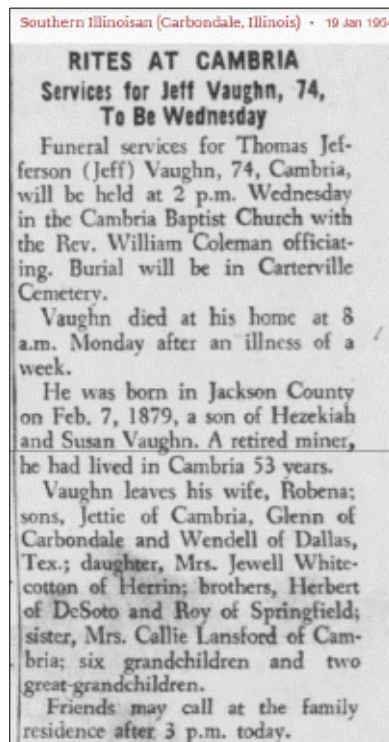 Southern Illinoisan (Carbondale, Illinois) · 19 Jan 1954
RITES AT CAMBRIA
Services for Jeff Vaughn, 74,
To Be Wednesday
Funeral services for Thomas Jef-
ferson (Jeff) Vaughn, 74, Cambria,
will be held at 2 p.m. Wednesday
in the Cambria Baptist Church with
the Rev. William Coleman officiat-
ing. Burial will be in Carterville
Cemetery.
Vaughn died at his home at 8
a.m. Monday after an illness of a
week.
He was born in Jackson County
on Feb. 7, 1879, a son of Hezekiah
and Susan Vaughn. A retired miner,
he had lived in Cambria 53 years.
Vaughn leaves his wife, Robena;
sons, Jettie of Cambria, Glenn of
Carbondale and Wendell of Dallas,
Tex.; daughter, Mrs. Jewell White-
cotton of Herrin; brothers, Herbert
of DeSoto and Roy of Springfield;
sister, Mrs. Callie Lansford of Cam-
bria; six grandchildren and two
great-grandchildren.
Friends may call at the family
residence after 3 p.m. today.